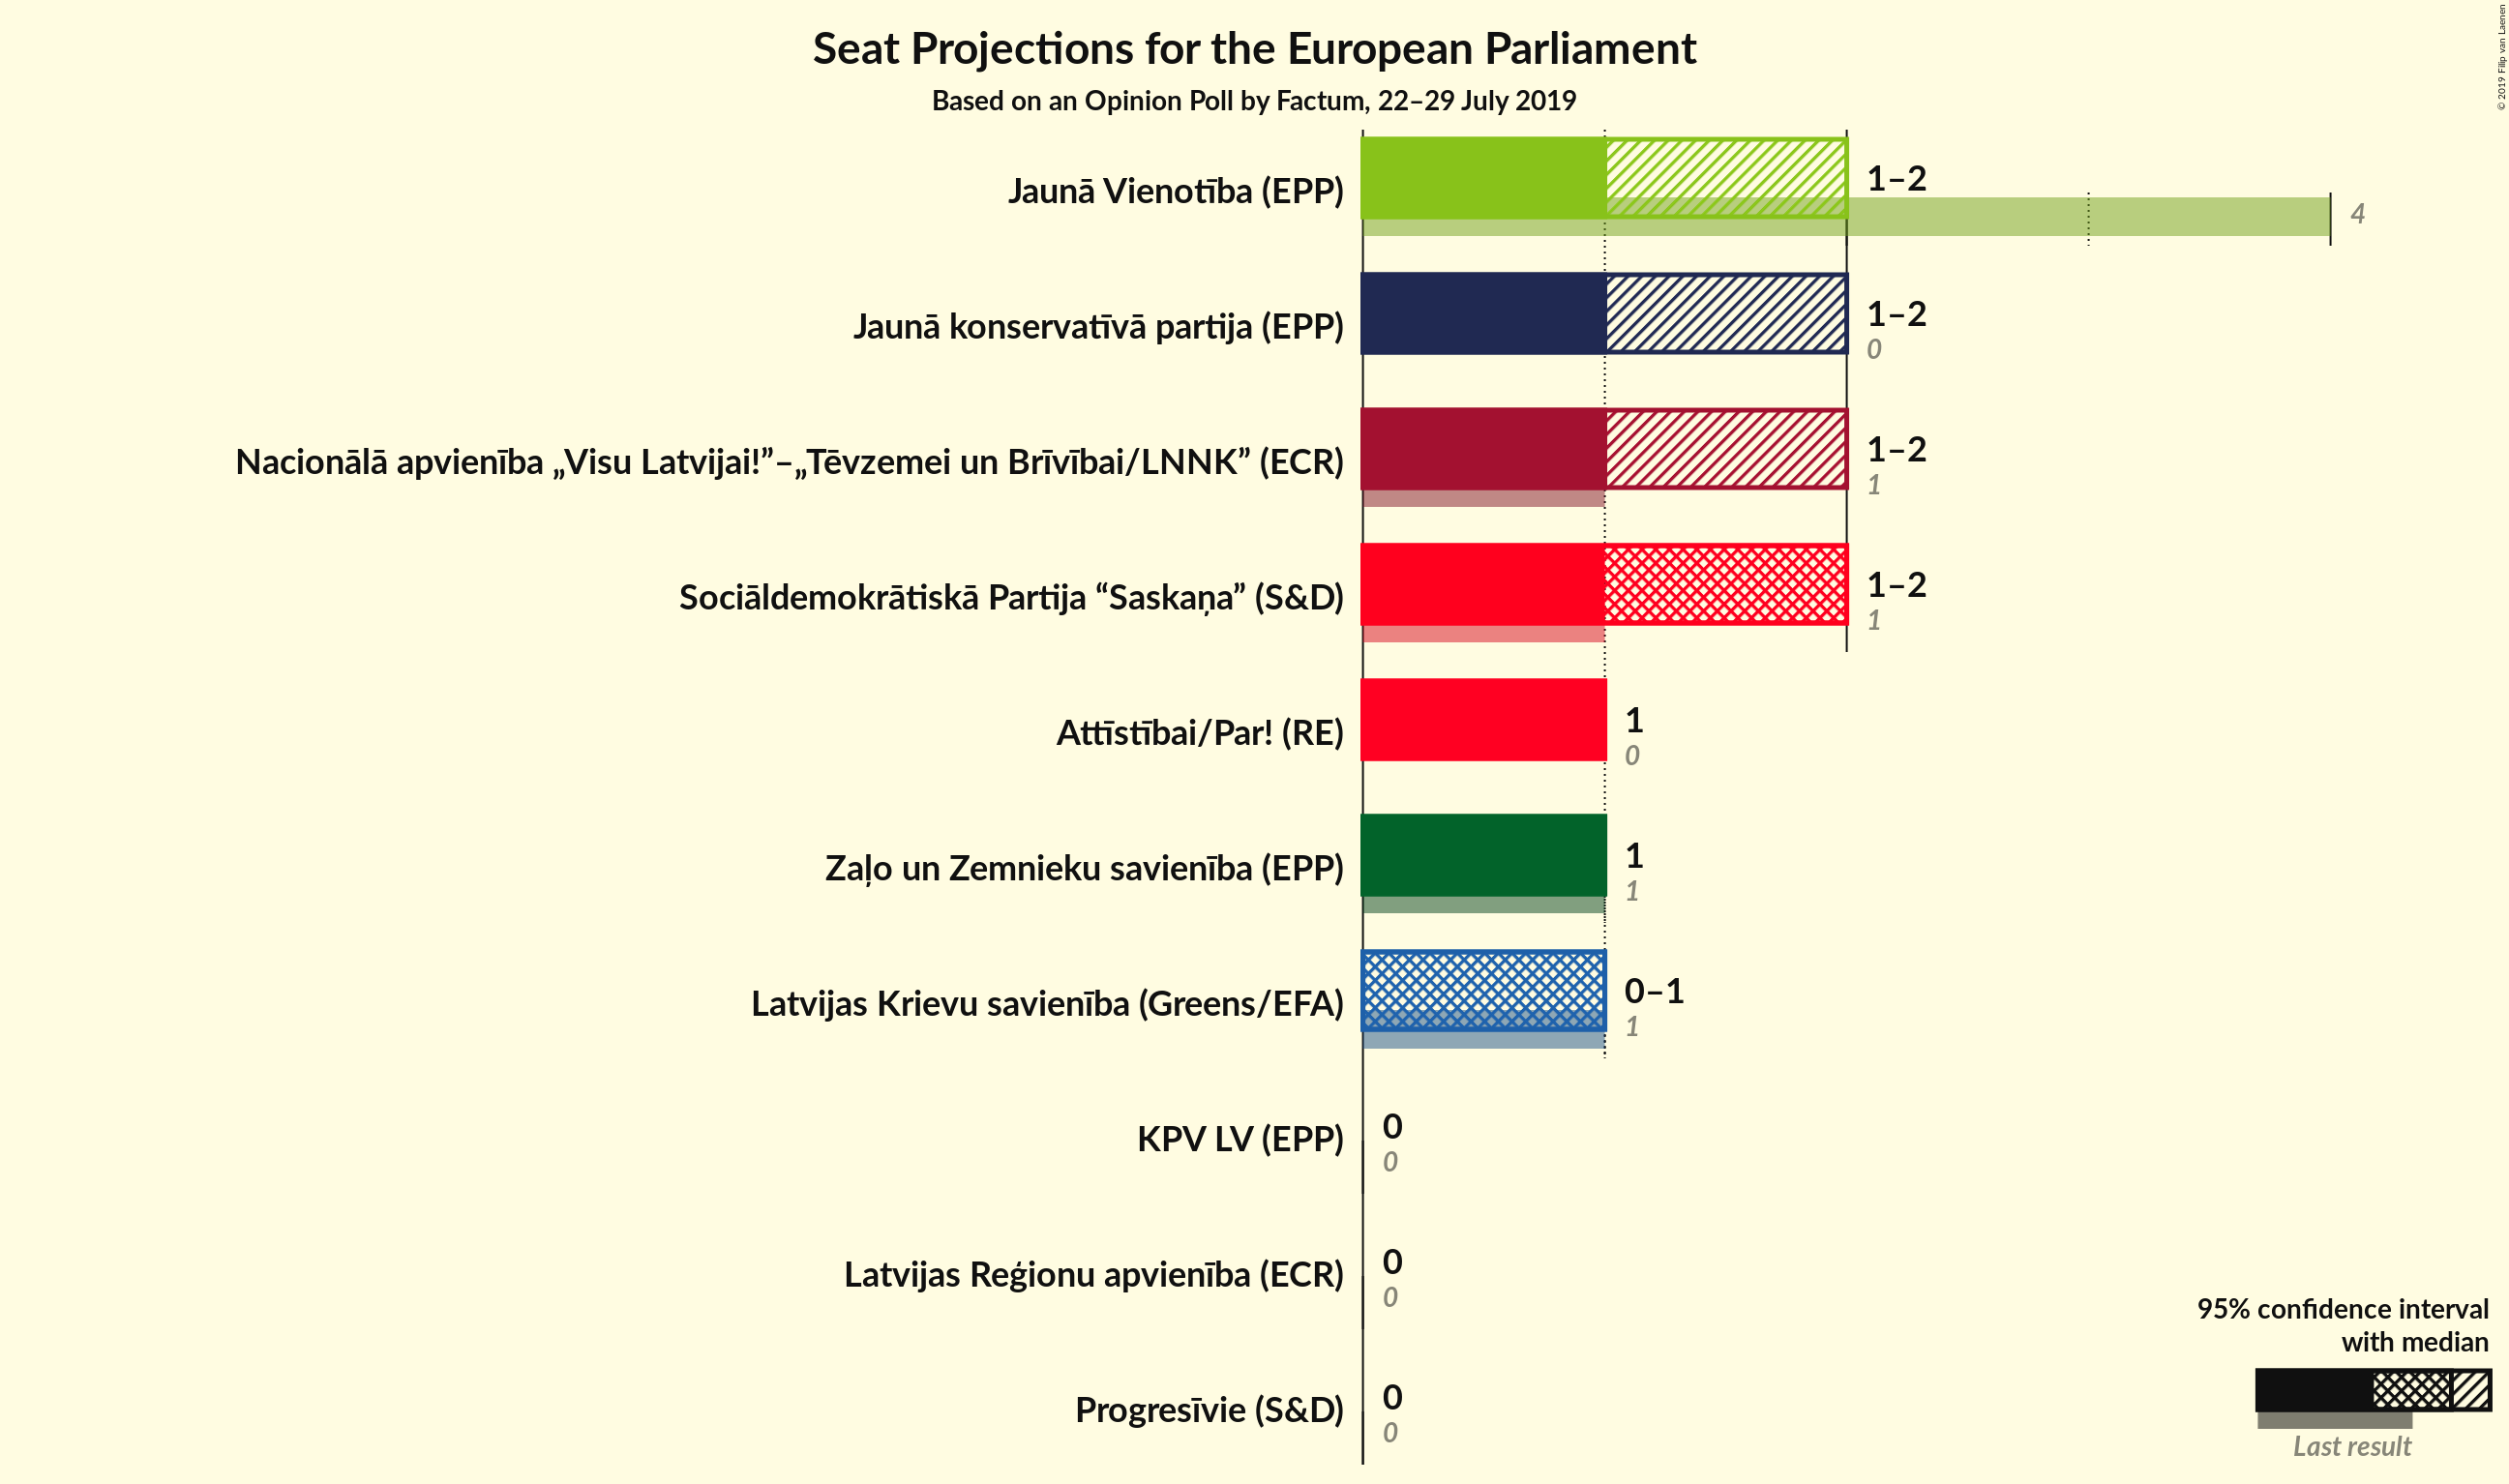 Seat Projections for the European Parliament
Based on an Opinion Poll by Factum, 22–29 July 2019
© 2019 Filip van Laenen
Jaunā Vienotība (EPP)
1–2
4
Jaunā konservatīvā partija (EPP)
1–2
0
Nacionālā apvienība „Visu Latvijai!”–„Tēvzemei un Brīvībai/LNNK” (ECR)
1–2
1
Sociāldemokrātiskā Partija “Saskaņa” (S&D)
1–2
1
Attīstībai/Par! (RE)
1
0
Zaļo un Zemnieku savienība (EPP)
1
1
Latvijas Krievu savienība (Greens/EFA)
0–1
1
KPV LV (EPP)
0
0
Latvijas Reģionu apvienība (ECR)
0
0
Progresīvie (S&D)
0
0
95% confidence interval
with median
Last result